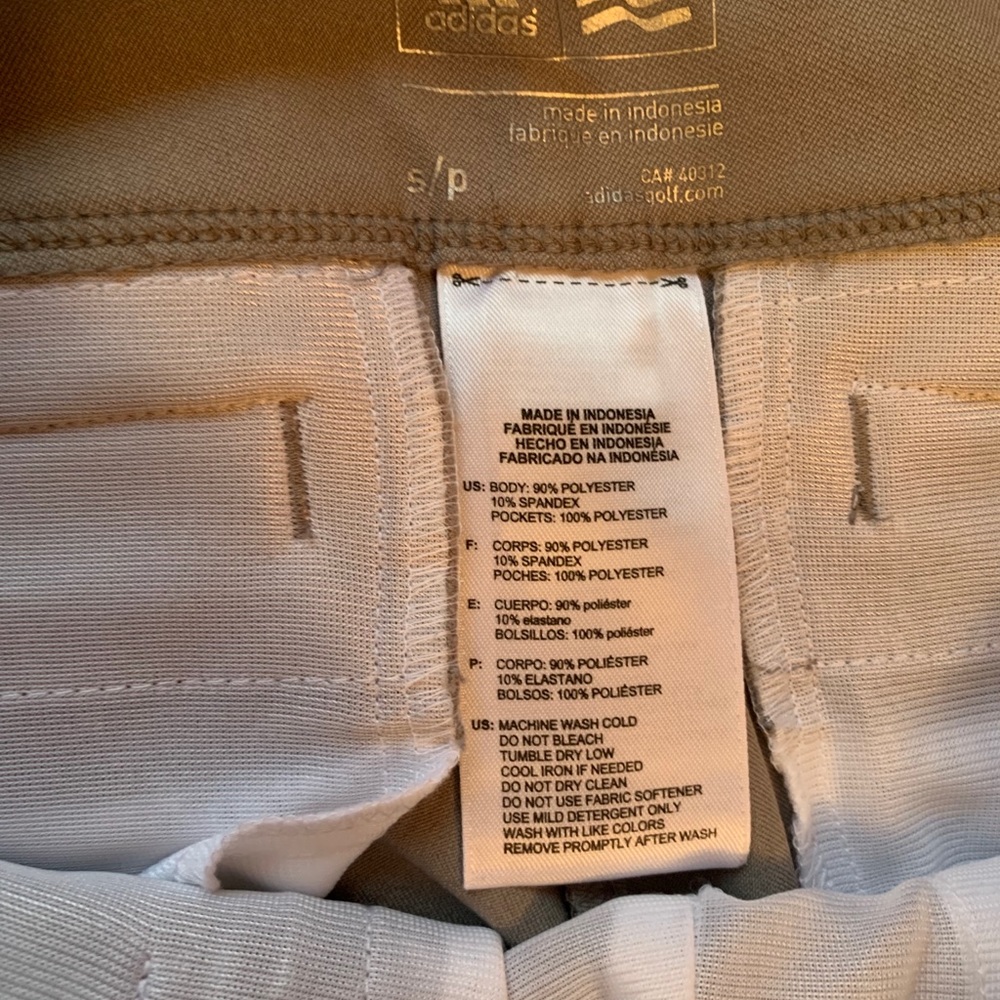 adidas
made in indonesia
fabrique en indonesie
s/p
CA# 40312
adidasgolf.com
MADE IN INDONESIA
FABRIQUÉ EN INDONÉSIE
HECHO EN INDONESIA
FABRICADO NA INDONÉSIA
US: BODY: 90% POLYESTER
10% SPANDEX
POCKETS: 100% POLYESTER
F: CORPS: 90% POLYESTER
10% SPANDEX
POCHES: 100% POLYESTER
E: CUERPO: 90% poliéster
10% elastano
BOLSILLOS: 100% poliéster
P: CORPO: 90% POLIÉSTER
10% ELASTANO
BOLSOS: 100% POLIÉSTER
US: MACHINE WASH COLD
DO NOT BLEACH
TUMBLE DRY LOW
COOL IRON IF NEEDED
DO NOT DRY CLEAN
DO NOT USE FABRIC SOFTENER
USE MILD DETERGENT ONLY
WASH WITH LIKE COLORS
REMOVE PROMPTLY AFTER WASH